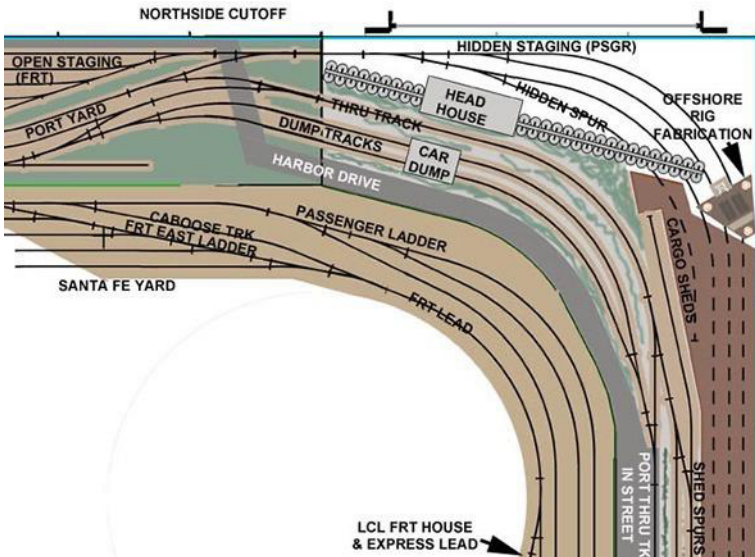 NORTHSIDE CUTOFF
HIDDEN STAGING (PSGR)
OPEN STAGING
(FRT)
HEAD
HOUSE
HIDDEN SPUR
OFFSHORE
RIG
FABRICATION
PORT YARD
THRU TRACK
DUMP TRACKS
CAR
DUMP
HARBOR DRIVE
CABOOSE TRK
FRT EAST LADDER
PASSENGER LADDER
CARGO SHEDS
SANTA FE YARD
FRT LEAD
PORT THRU TK
IN STREET
SHED SPURS
LCL FRT HOUSE
& EXPRESS LEAD